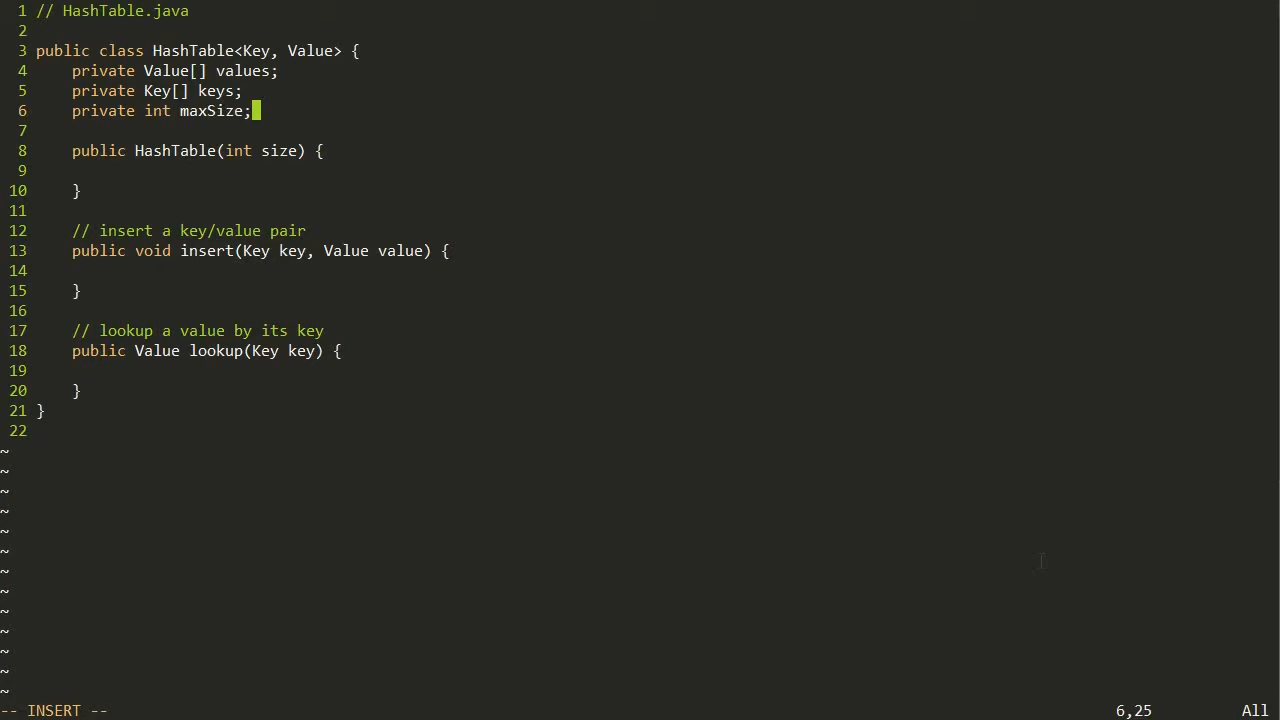 1 // HashTable.java
2
3 public class HashTable<Key, Value> {
4     private Value[] values;
5     private Key[] keys;
6     private int maxSize;
7
8     public HashTable(int size) {
9
10     }
11
12     // insert a key/value pair
13     public void insert(Key key, Value value) {
14
15     }
16
17     // lookup a value by its key
18     public Value lookup(Key key) {
19
20     }
21 }
22
~
~
~
~
~
~
~
~
~
~
~
~
~
-- INSERT -- 6,25 All